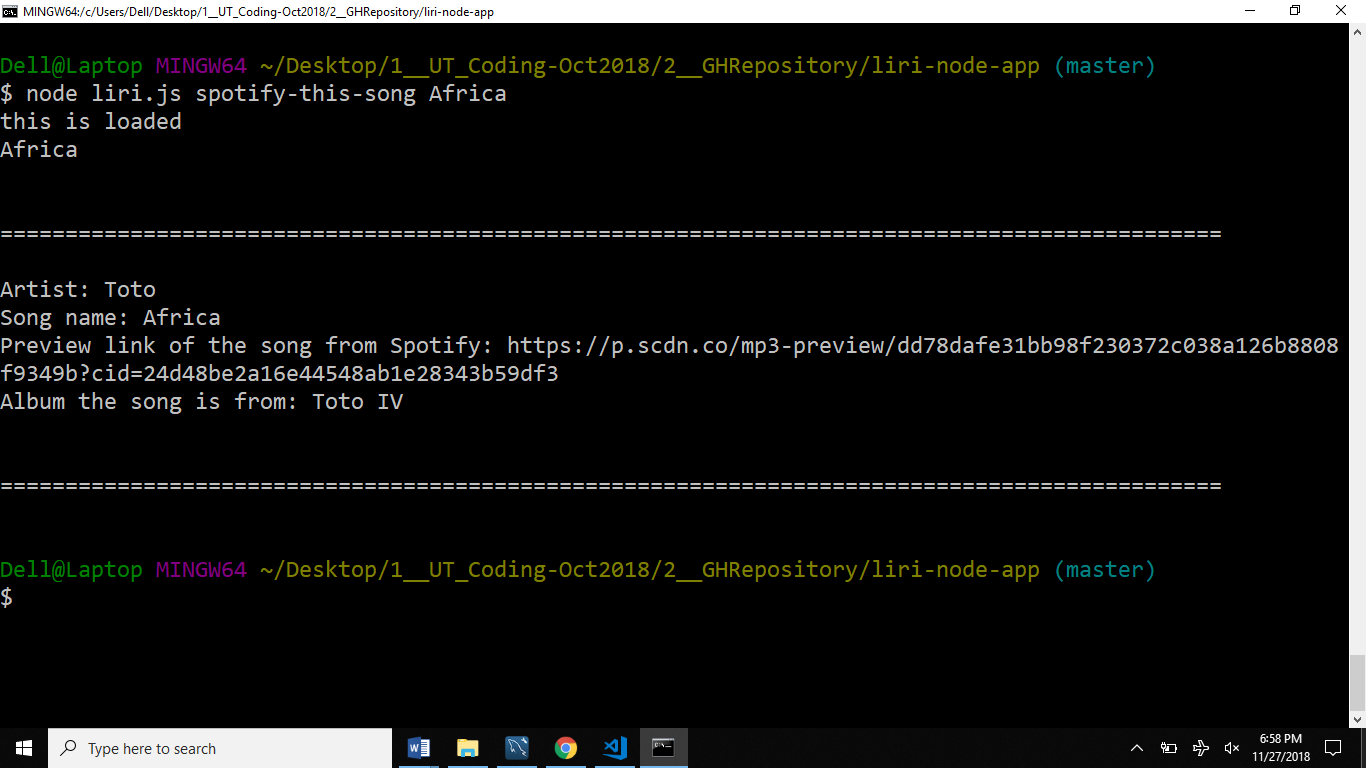 MINGW64:/c/Users/Dell/Desktop/1__UT_Coding-Oct2018/2__GHRepository/liri-node-app
Dell@Laptop MINGW64 ~/Desktop/1__UT_Coding-Oct2018/2__GHRepository/liri-node-app (master)
$ node liri.js spotify-this-song Africa
this is loaded
Africa
==============================================================================================
Artist: Toto
Song name: Africa
Preview link of the song from Spotify: https://p.scdn.co/mp3-preview/dd78dafe31bb98f230372c038a126b8808
f9349b?cid=24d48be2a16e44548ab1e28343b59df3
Album the song is from: Toto IV
==============================================================================================
Dell@Laptop MINGW64 ~/Desktop/1__UT_Coding-Oct2018/2__GHRepository/liri-node-app (master)
$
Type here to search
6:58 PM
11/27/2018